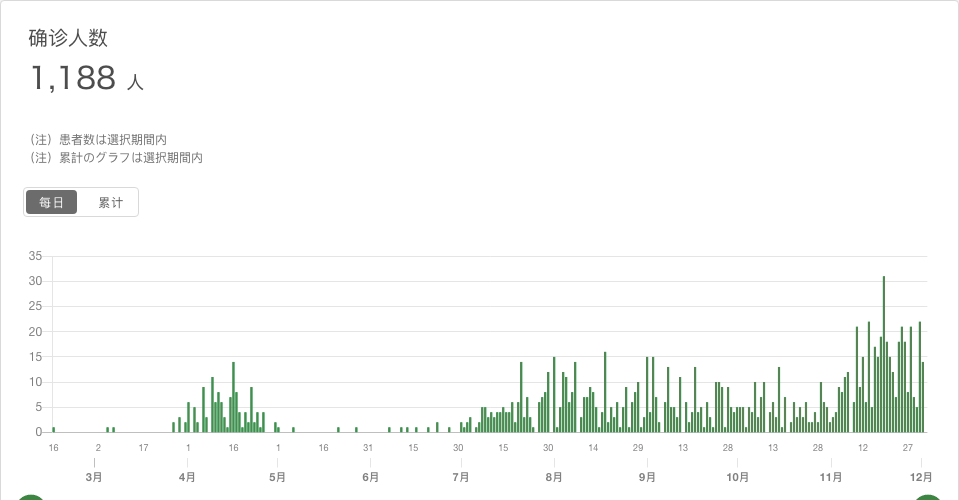 确诊人数
1,188 人
（注）患者数は選択期間内
（注）累計のグラフは選択期間内
每日 累计
35
30
25
20
15
10
5
0
16 2 17 1 16 1 16 31 15 30 15 30 14 29 13 28 13 28 12 27
3月 4月 5月 6月 7月 8月 9月 10月 11月 12月